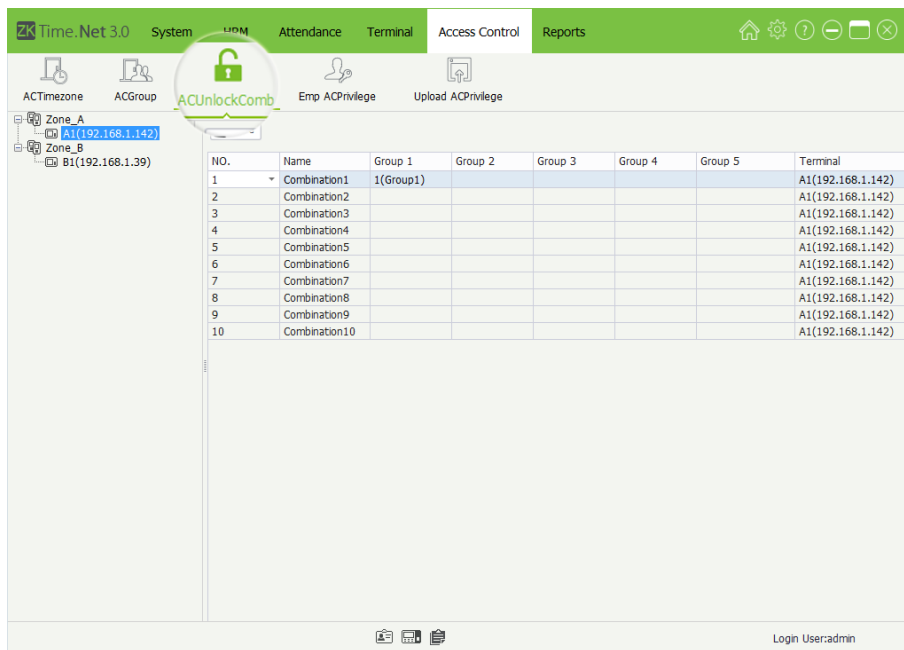 ZK Time.Net 3.0 System HRM Attendance Terminal Access Control Reports
ACTimezone ACGroup ACUnlockComb Emp ACPrivilege Upload ACPrivilege
Zone_A
A1(192.168.1.142)
Zone_B
B1(192.168.1.39)
NO. Name Group 1 Group 2 Group 3 Group 4 Group 5 Terminal
1 Combination1 1(Group1) A1(192.168.1.142)
2 Combination2 A1(192.168.1.142)
3 Combination3 A1(192.168.1.142)
4 Combination4 A1(192.168.1.142)
5 Combination5 A1(192.168.1.142)
6 Combination6 A1(192.168.1.142)
7 Combination7 A1(192.168.1.142)
8 Combination8 A1(192.168.1.142)
9 Combination9 A1(192.168.1.142)
10 Combination10 A1(192.168.1.142)
Login User:admin